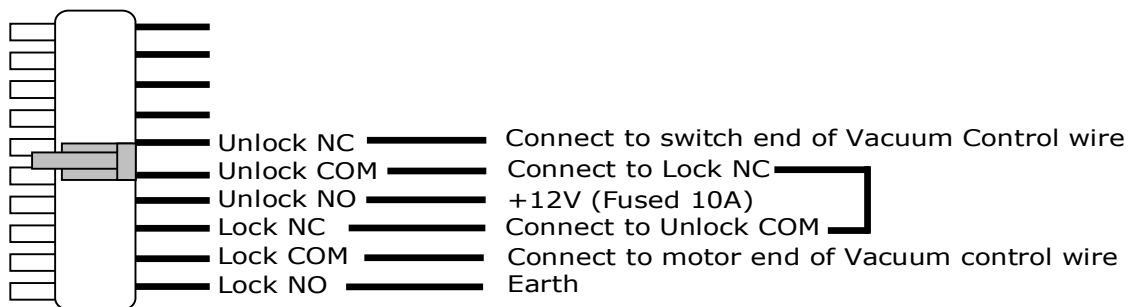 Unlock NC Connect to switch end of Vacuum Control wire
Unlock COM Connect to Lock NC
Unlock NO +12V (Fused 10A)
Lock NC Connect to Unlock COM
Lock COM Connect to motor end of Vacuum control wire
Lock NO Earth